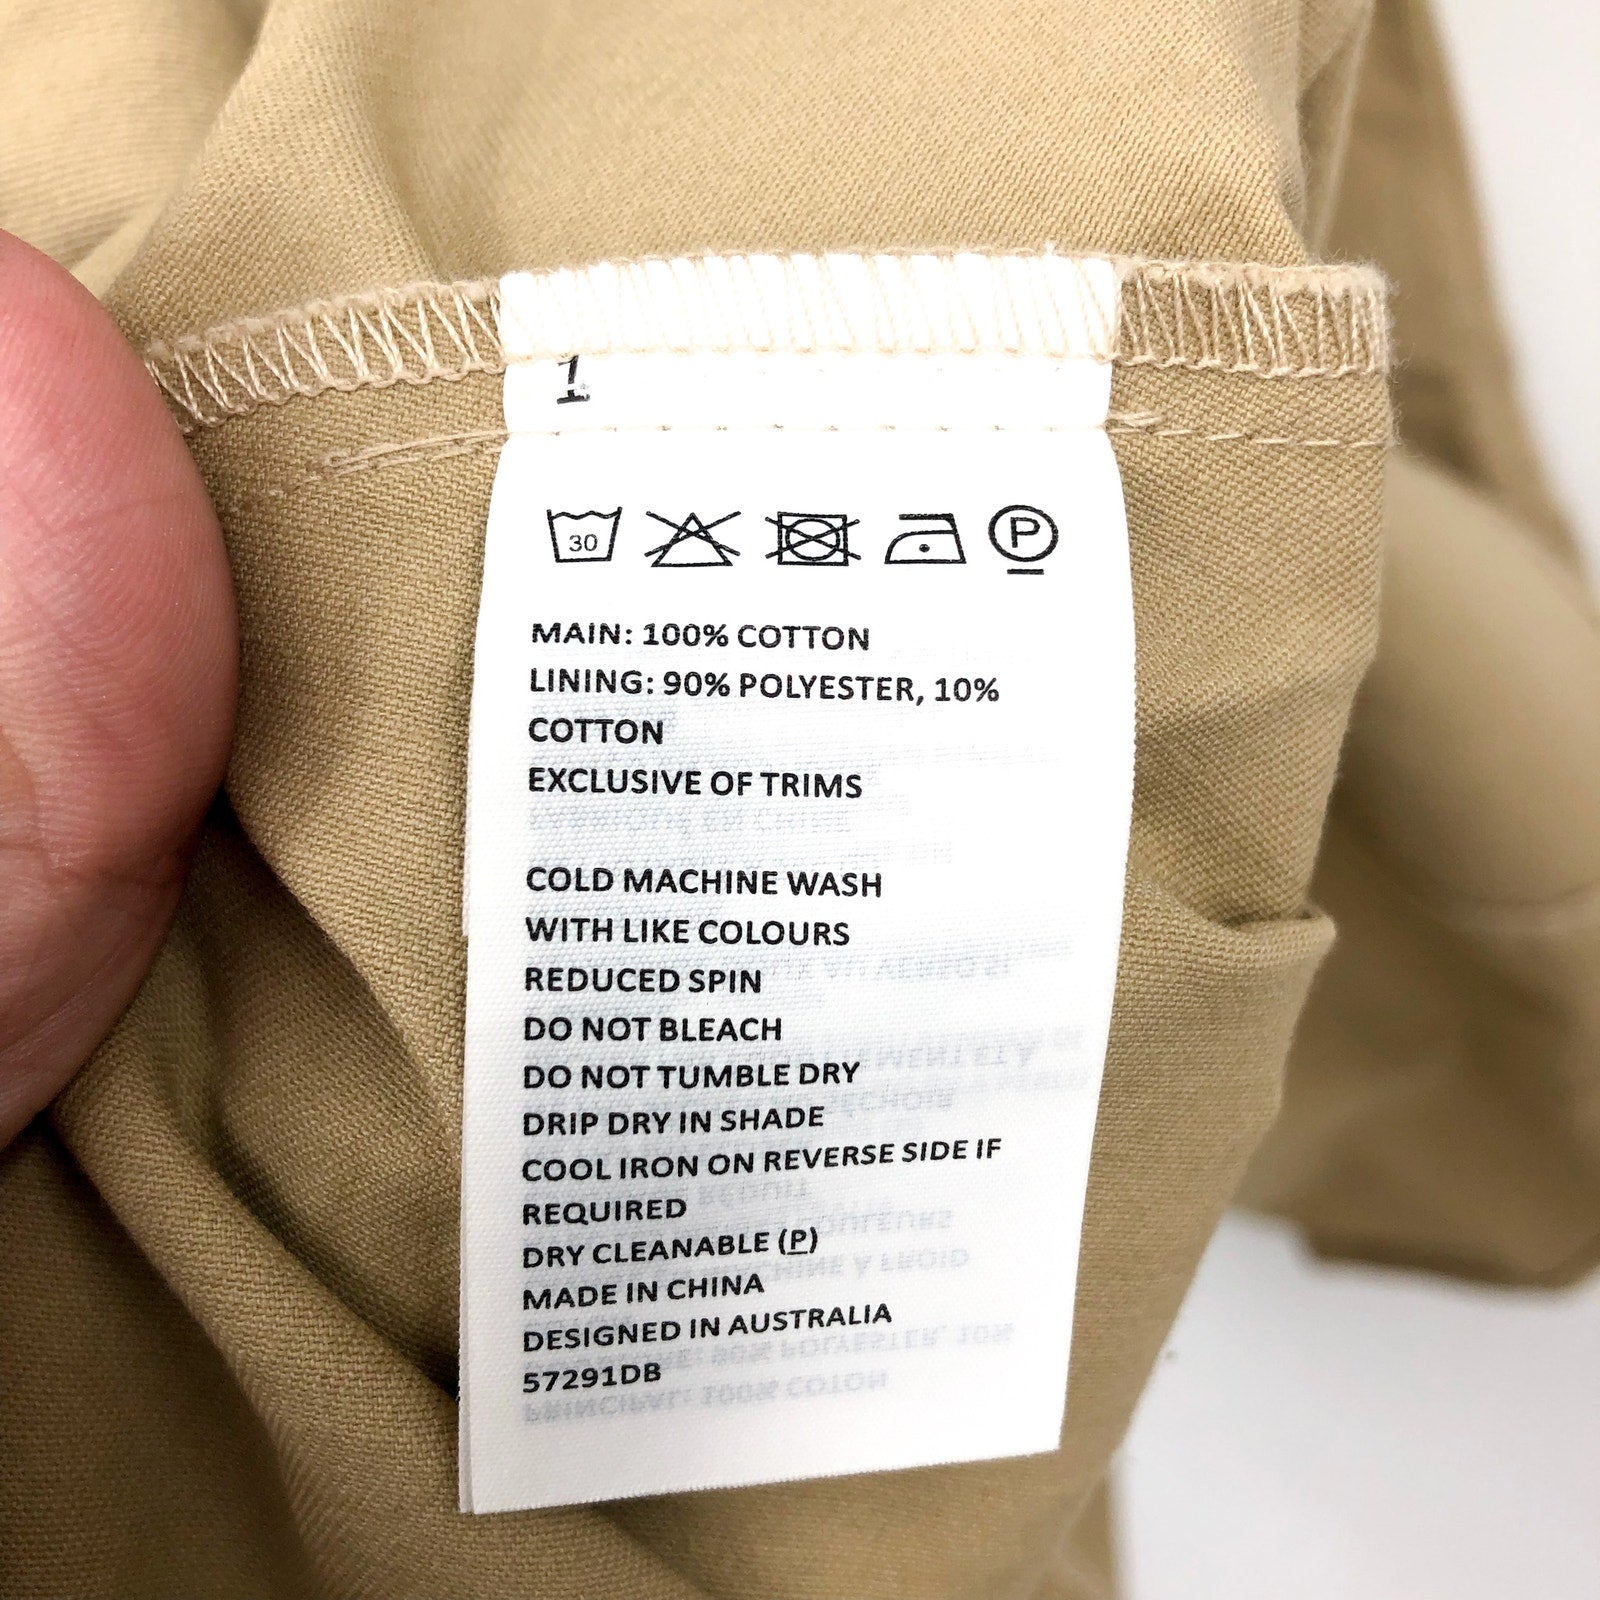 1
30 P
MAIN: 100% COTTON
LINING: 90% POLYESTER, 10%
COTTON
EXCLUSIVE OF TRIMS
COLD MACHINE WASH
WITH LIKE COLOURS
REDUCED SPIN
DO NOT BLEACH
DO NOT TUMBLE DRY
DRIP DRY IN SHADE
COOL IRON ON REVERSE SIDE IF
REQUIRED
DRY CLEANABLE (P)
MADE IN CHINA
DESIGNED IN AUSTRALIA
57291DB